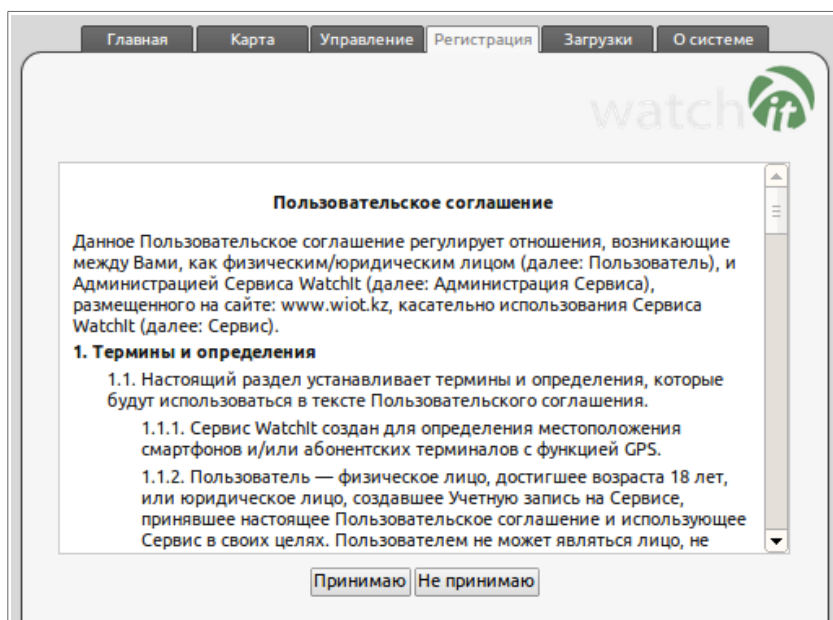 Главная Карта Управление Регистрация Загрузки О системе
watch it
Пользовательское соглашение
Данное Пользовательское соглашение регулирует отношения, возникающие
между Вами, как физическим/юридическим лицом (далее: Пользователь), и
Администрацией Сервиса WatchIt (далее: Администрация Сервиса),
размещенного на сайте: www.wiot.kz, касательно использования Сервиса
WatchIt (далее: Сервис).
1. Термины и определения
1.1. Настоящий раздел устанавливает термины и определения, которые
будут использоваться в тексте Пользовательского соглашения.
1.1.1. Сервис WatchIt создан для определения местоположения
смартфонов и/или абонентских терминалов с функцией GPS.
1.1.2. Пользователь — физическое лицо, достигшее возраста 18 лет,
или юридическое лицо, создавшее Учетную запись на Сервисе,
принявшее настоящее Пользовательское соглашение и использующее
Сервис в своих целях. Пользователем не может являться лицо, не
Принимаю Не принимаю